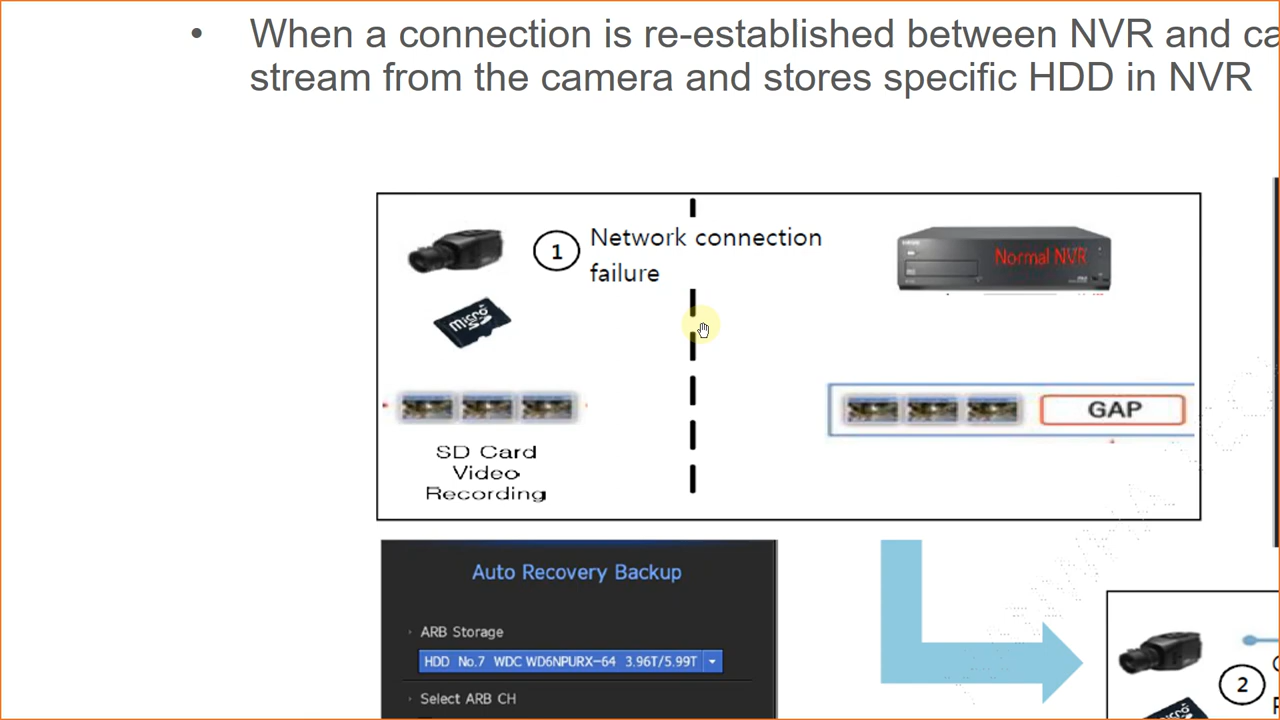 • When a connection is re-established between NVR and ca
stream from the camera and stores specific HDD in NVR
1
Network connection
failure
Normal NVR
micro
SD
GAP
SD Card
Video
Recording
Auto Recovery Backup
ARB Storage
HDD No.7 WDC WD6NPURX-64 3.96T/5.99T
Select ARB CH
2